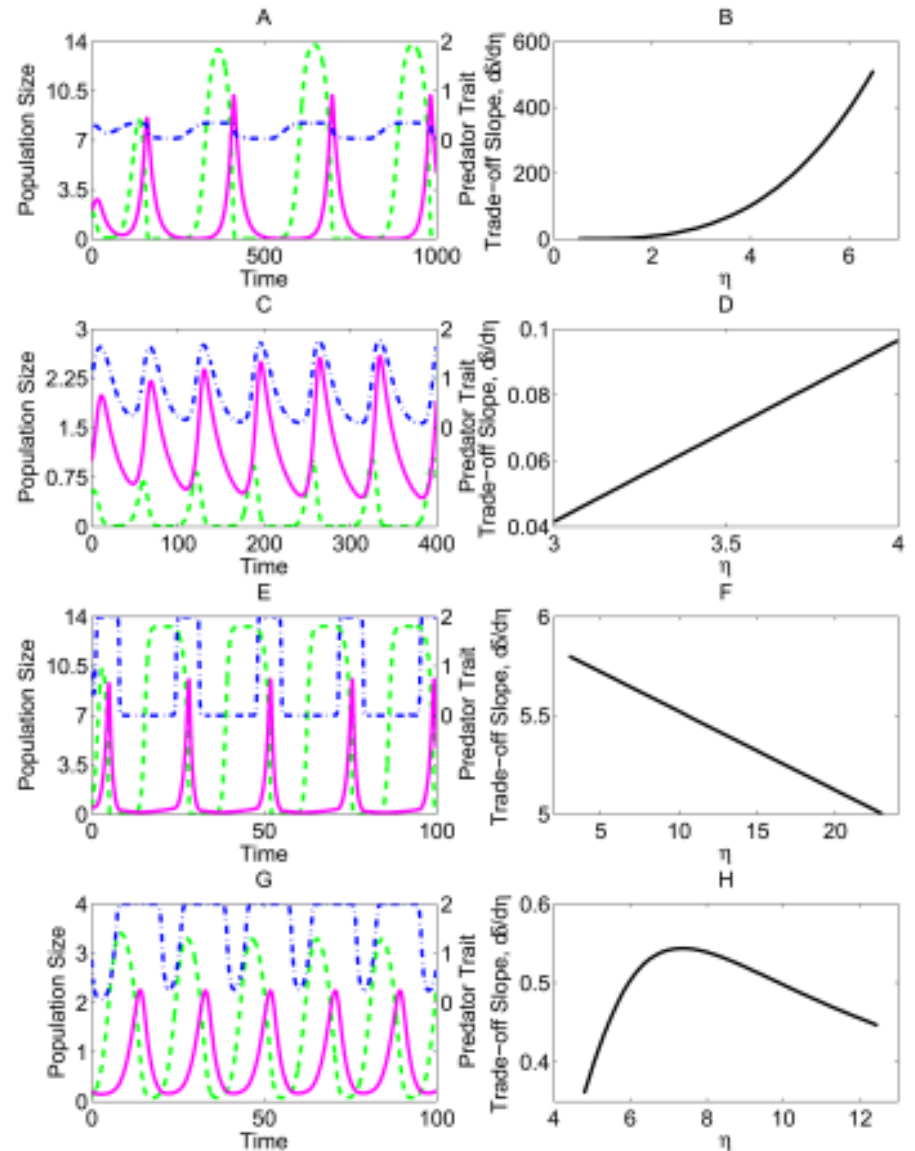 A
14
10.5
7
3.5
0
Population Size
2
1
0
Predator Trait
0
500
1000
Time
B
600
400
200
0
Trade-off Slope, dδ/dη
0
2
4
6
η
C
3
2.25
1.5
0.75
0
Population Size
2
1
0
Predator Trait
0
100
200
300
400
Time
D
0.1
0.08
0.06
0.04
Trade-off Slope, dδ/dη
3
3.5
4
η
E
14
10.5
7
3.5
0
Population Size
2
1
0
Predator Trait
0
50
100
Time
F
6
5.5
5
Trade-off Slope, dδ/dη
5
10
15
20
η
G
4
3
2
1
0
Population Size
2
1
0
Predator Trait
0
50
100
Time
H
0.6
0.5
0.4
Trade-off Slope, dδ/dη
4
6
8
10
12
η